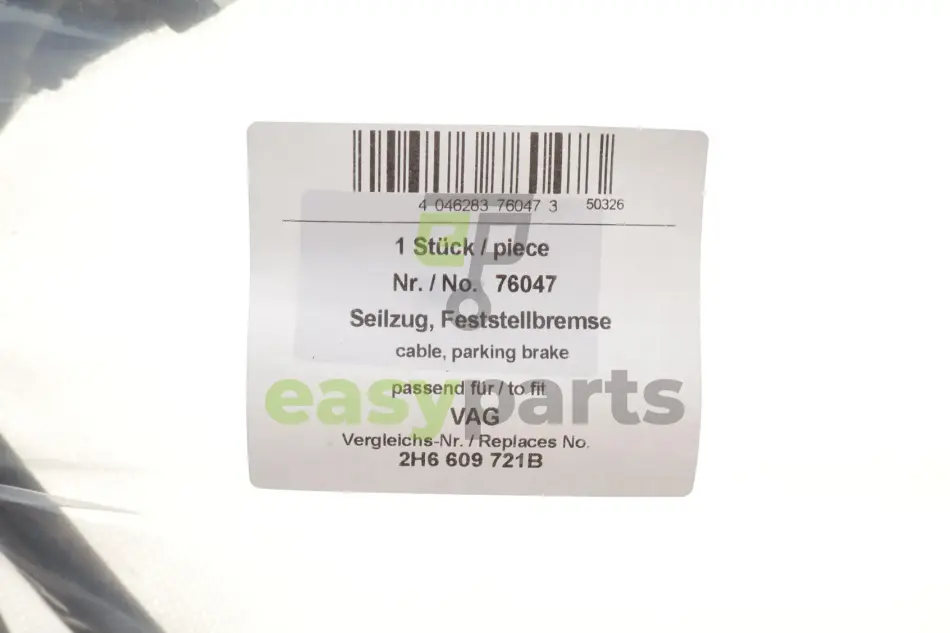 4 046283 76047 3 50326
1 Stück / piece
Nr. / No. 76047
Seilzug, Feststellbremse
cable, parking brake
passend für / to fit
easyparts
VAG
Vergleichs-Nr. / Replaces No.
2H6 609 721B